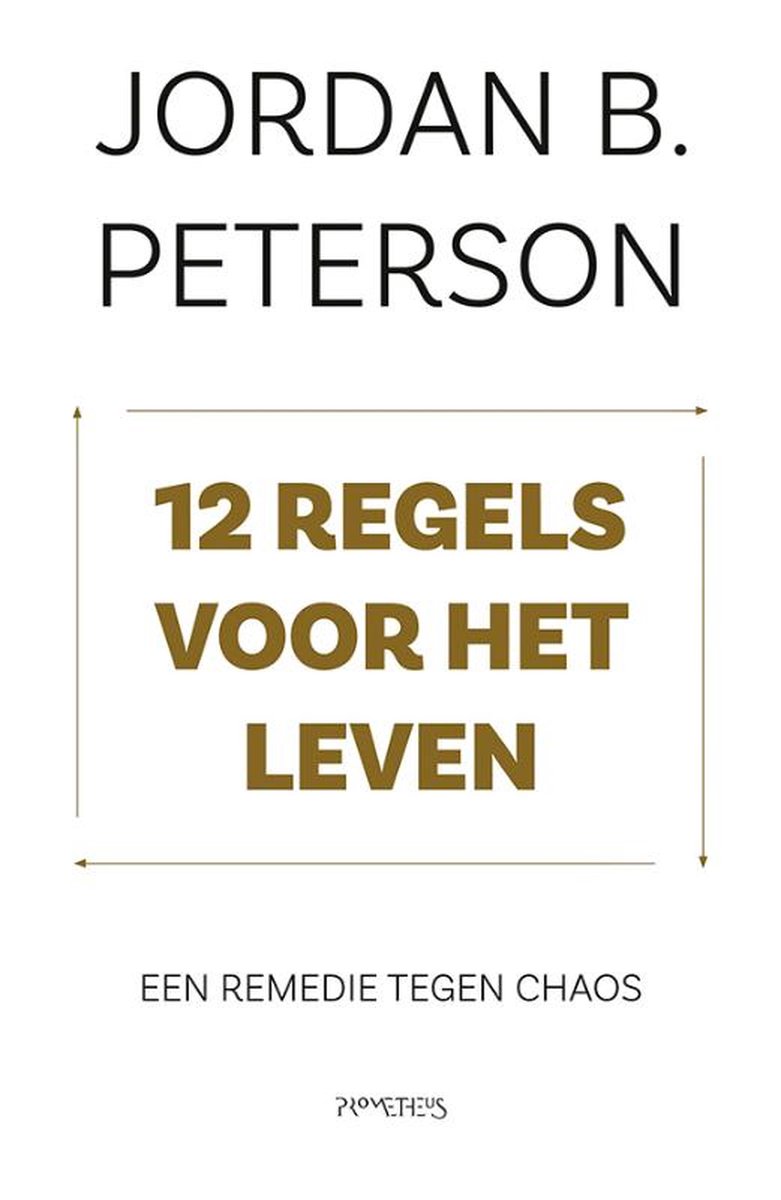 JORDAN B.
PETERSON
12 REGELS
VOOR HET
LEVEN
EEN REMEDIE TEGEN CHAOS
PROMETHEUS